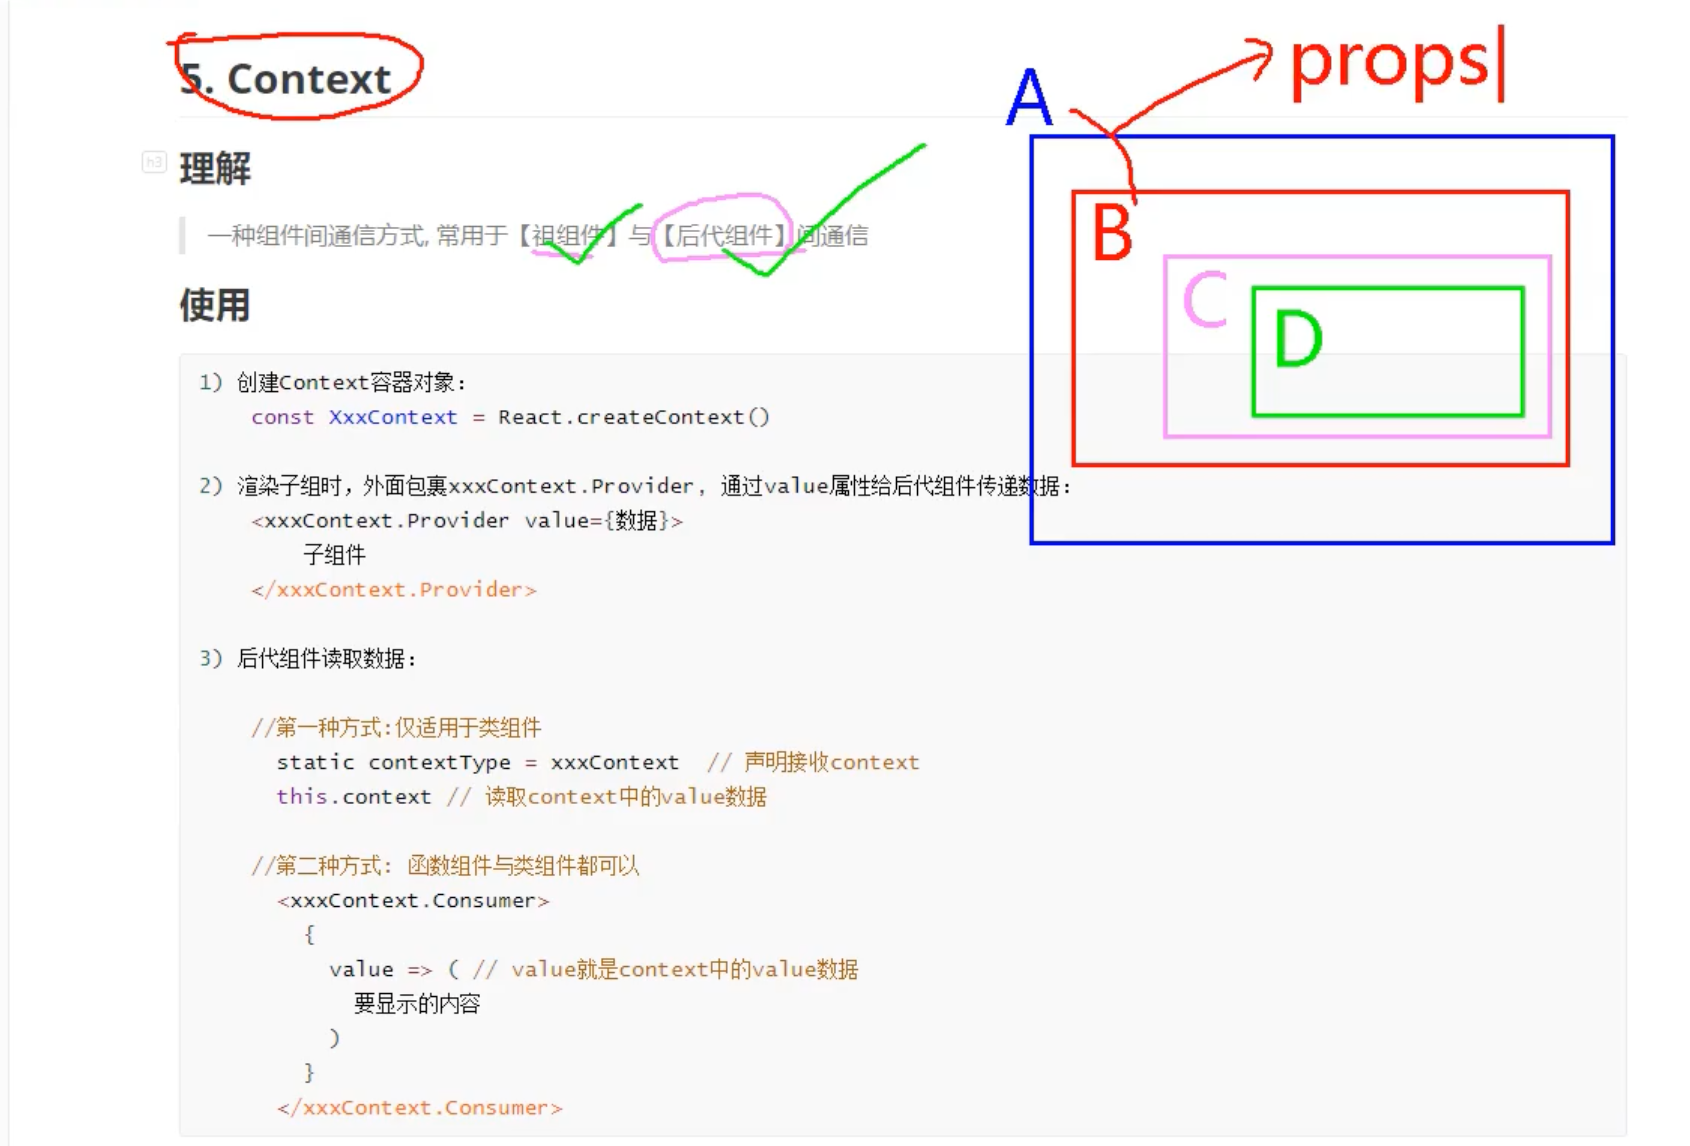 5. Context
props
A
h3
理解
B
一种组件间通信方式, 常用于【祖组件】与【后代组件】间通信
C
D
使用
1) 创建Context容器对象:
const XxxContext = React.createContext()
2) 渲染子组时，外面包裹xxxContext.Provider, 通过value属性给后代组件传递数据:
<xxxContext.Provider value={数据}>
子组件
</xxxContext.Provider>
3) 后代组件读取数据:
//第一种方式:仅适用于类组件
static contextType = xxxContext // 声明接收context
this.context // 读取context中的value数据
//第二种方式: 函数组件与类组件都可以
<xxxContext.Consumer>
{
value => ( // value就是context中的value数据
要显示的内容
)
}
</xxxContext.Consumer>